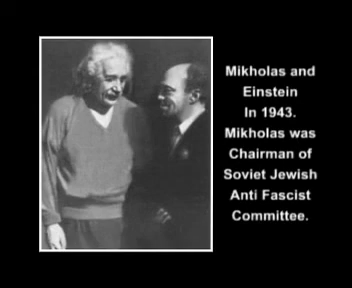 Mikholas and
Einstein
In 1943.
Mikholas was
Chairman of
Soviet Jewish
Anti Fascist
Committee.